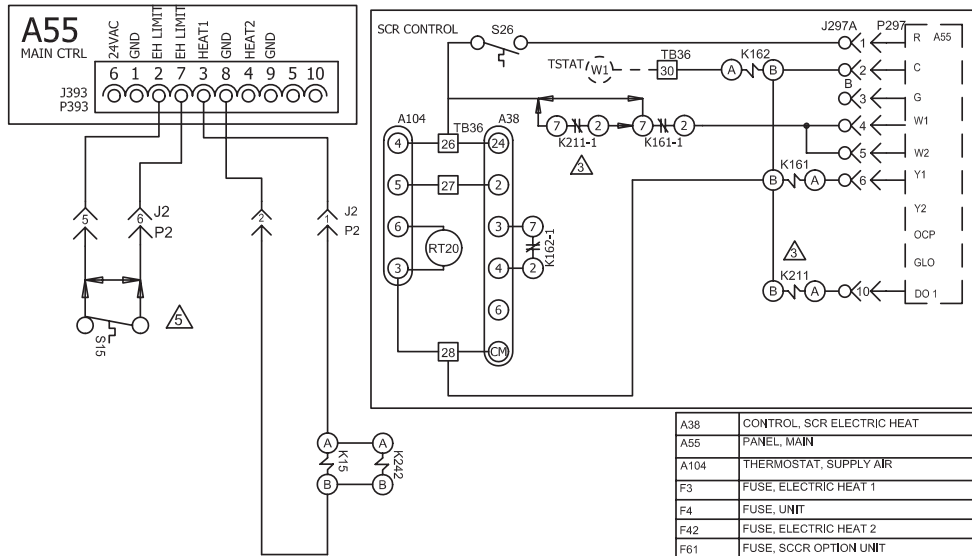 A55
MAIN CTRL
24VAC
GND
EH LIMIT
EH LIMIT
HEAT1
GND
HEAT2
GND
6 1 2 7 3 8 4 9 5 10
J393
P393
5
6
J2
P2
2
1
J2
P2
S15
5
A
A
K15
K242
B
B
SCR CONTROL
S26
J297A
P297
1
R
A55
TSTAT
W1
TB36
30
K162
A
B
2
C
B
3
G
7
2
7
2
4
W1
K211-1
K161-1
3
5
W2
A104
TB36
A38
4
26
24
5
27
2
6
RT20
3
7
K162-1
3
4
2
6
28
CM
K161
B
A
6
Y1
Y2
OCP
GLO
3
K211
B
A
10
DO 1
A38 CONTROL, SCR ELECTRIC HEAT
A55 PANEL, MAIN
A104 THERMOSTAT, SUPPLY AIR
F3 FUSE, ELECTRIC HEAT 1
F4 FUSE, UNIT
F42 FUSE, ELECTRIC HEAT 2
F61 FUSE, SCCR OPTION UNIT